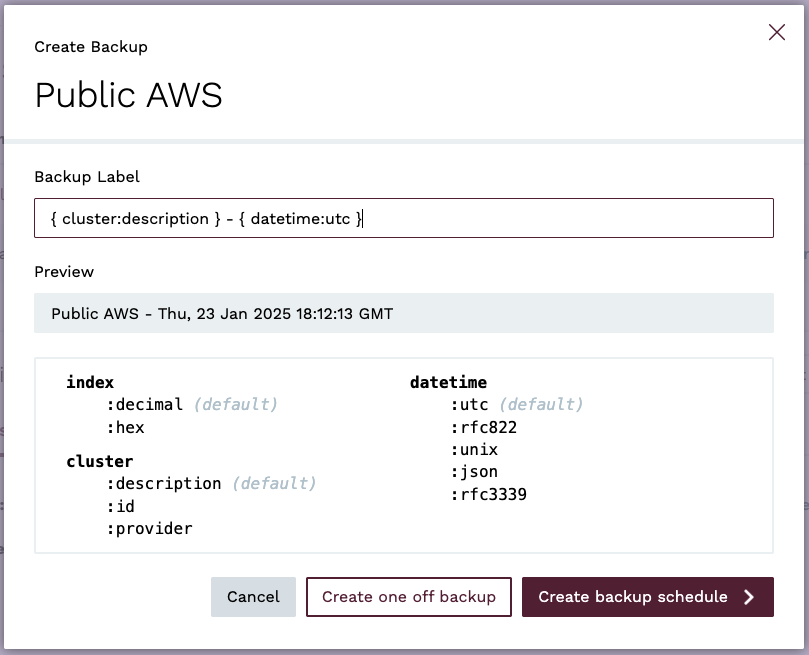 Create Backup
Public AWS
Backup Label
{ cluster:description } - { datetime:utc }
Preview
Public AWS - Thu, 23 Jan 2025 18:12:13 GMT
index
:decimal (default)
:hex
cluster
:description (default)
:id
:provider
datetime
:utc (default)
:rfc822
:unix
:json
:rfc3339
Cancel
Create one off backup
Create backup schedule